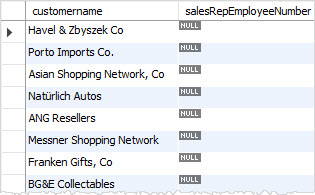 customername salesRepEmployeeNumber
Havel & Zbyszek Co NULL
Porto Imports Co. NULL
Asian Shopping Network, Co NULL
Natürlich Autos NULL
ANG Resellers NULL
Messner Shopping Network NULL
Franken Gifts, Co NULL
BG&E Collectables NULL